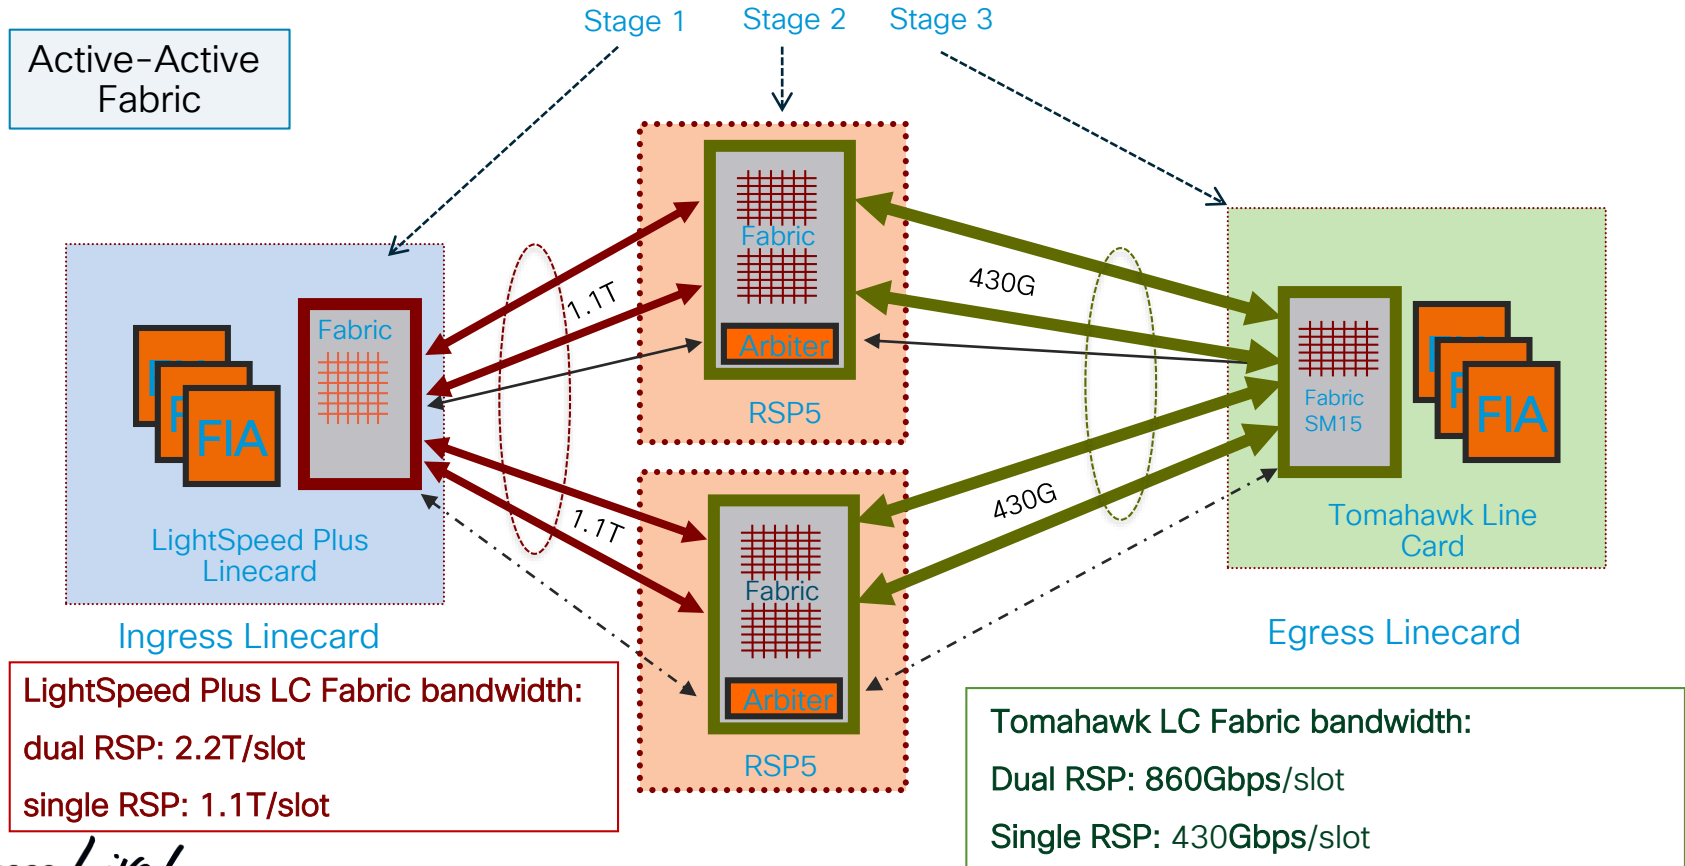 Stage 1
Stage 2
Stage 3
Active-Active
Fabric
Fabric
1.1T
430G
Arbiter
RSP5
Fabric
FIA
LightSpeed Plus
Linecard
Ingress Linecard
Fabric
SM15
FIA
Tomahawk Line
Card
Egress Linecard
1.1T
430G
Fabric
Arbiter
RSP5
LightSpeed Plus LC Fabric bandwidth:
dual RSP: 2.2T/slot
single RSP: 1.1T/slot
Tomahawk LC Fabric bandwidth:
Dual RSP: 860Gbps/slot
Single RSP: 430Gbps/slot